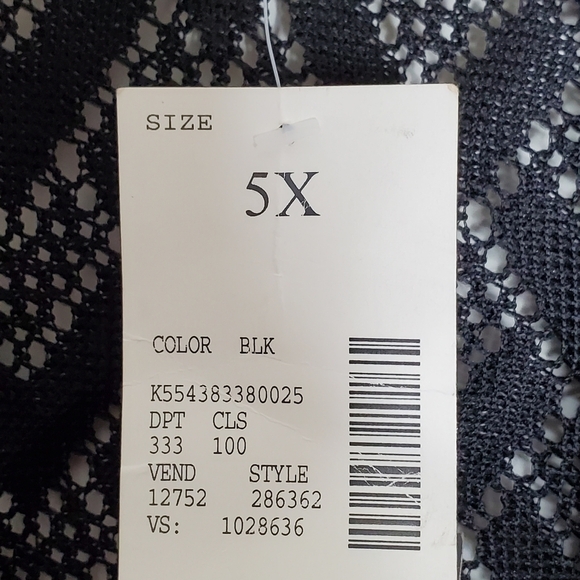 SIZE
5X
COLOR BLK
K554383380025
DPT CLS
333 100
VEND STYLE
12752 286362
VS: 1028636